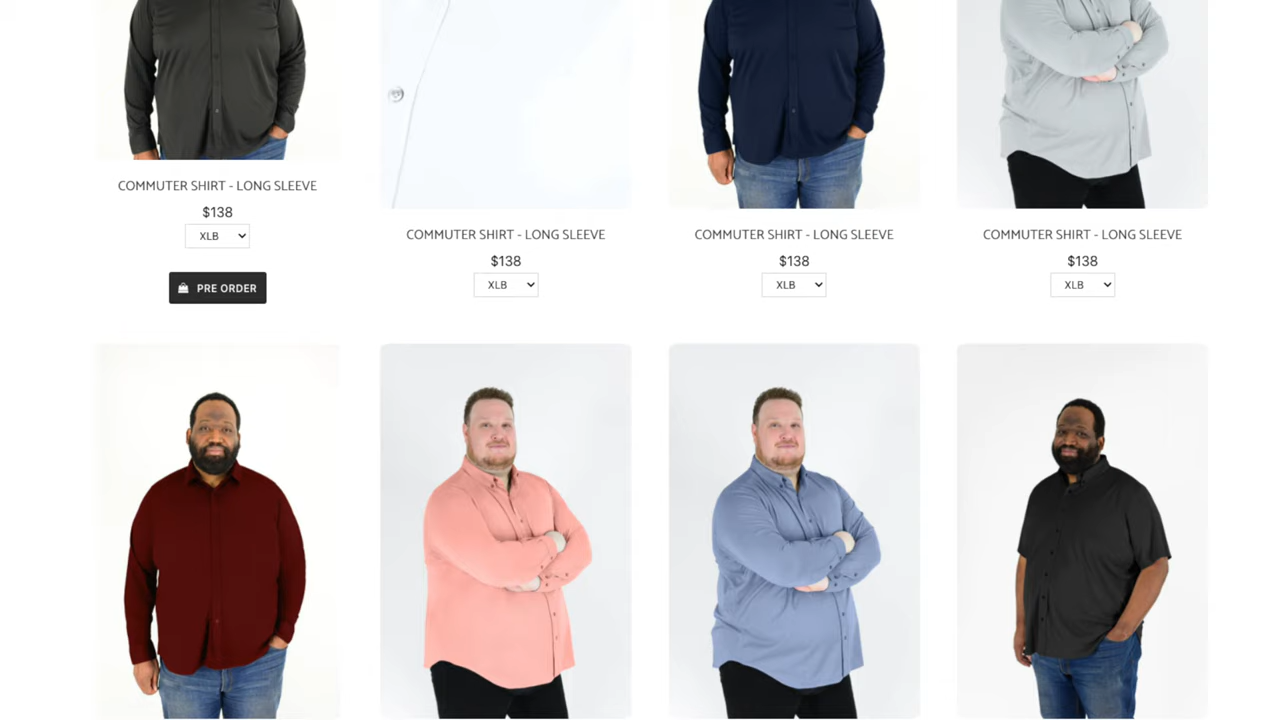 COMMUTER SHIRT - LONG SLEEVE
$138
XLB
PRE ORDER
COMMUTER SHIRT - LONG SLEEVE
$138
XLB
COMMUTER SHIRT - LONG SLEEVE
$138
XLB
COMMUTER SHIRT - LONG SLEEVE
$138
XLB